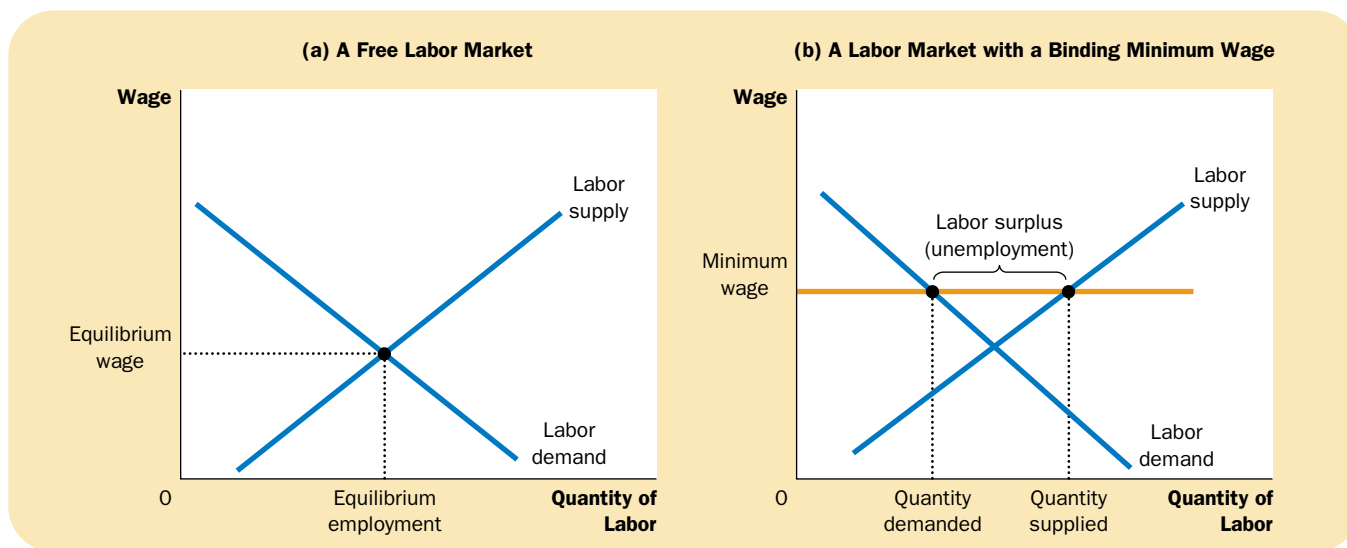 (a) A Free Labor Market
Wage
Labor
supply
Equilibrium
wage
Labor
demand
0
Equilibrium
employment
Quantity of
Labor
(b) A Labor Market with a Binding Minimum Wage
Wage
Labor
supply
Labor surplus
(unemployment)
Minimum
wage
Labor
demand
0
Quantity
demanded
Quantity
supplied
Quantity of
Labor